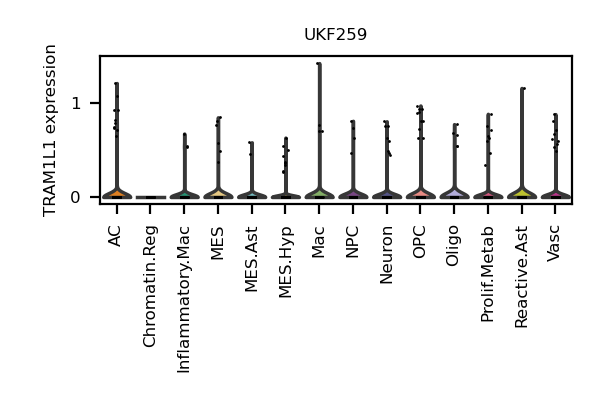 UKF259
TRAM1L1 expression
1
0
AC
Chromatin.Reg
Inflammatory.Mac
MES
MES.Ast
MES.Hyp
Mac
NPC
Neuron
OPC
Oligo
Prolif.Metab
Reactive.Ast
Vasc